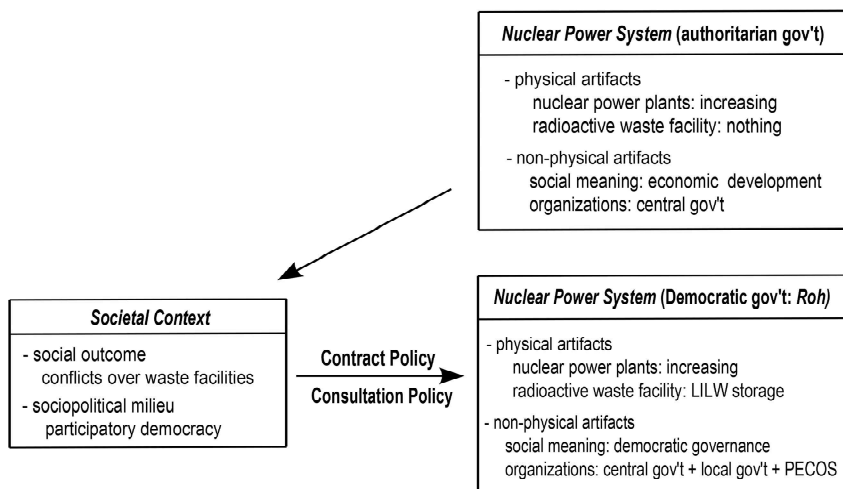 Nuclear Power System (authoritarian gov't)
- physical artifacts
nuclear power plants: increasing
radioactive waste facility: nothing
- non-physical artifacts
social meaning: economic development
organizations: central gov't
Societal Context
- social outcome
conflicts over waste facilities
- sociopolitical milieu
participatory democracy
Contract Policy
Consultation Policy
Nuclear Power System (Democratic gov't: Roh)
- physical artifacts
nuclear power plants: increasing
radioactive waste facility: LILW storage
- non-physical artifacts
social meaning: democratic governance
organizations: central gov't + local gov't + PECOS